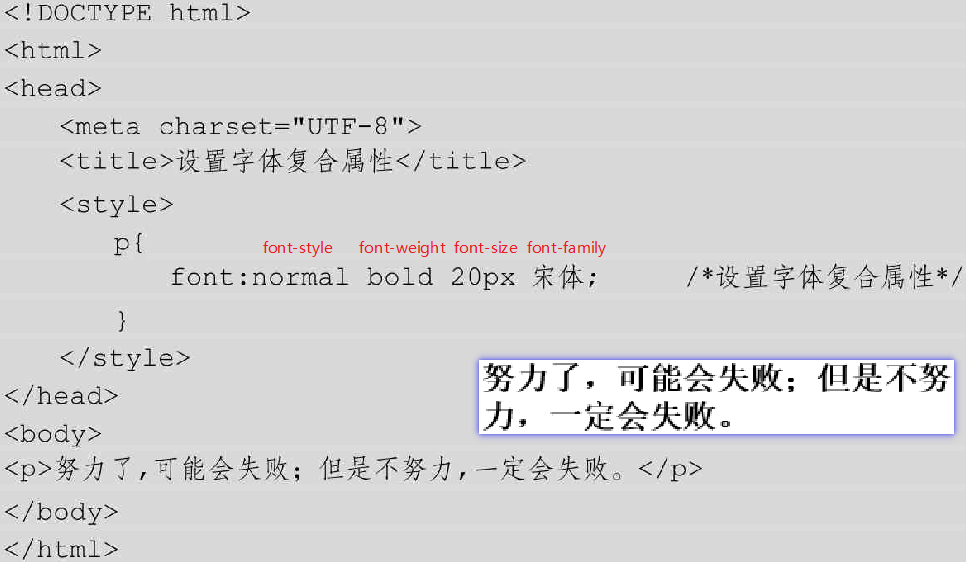 <!DOCTYPE html>
<html>
<head>
<meta charset="UTF-8">
<title>设置字体复合属性</title>
<style>
p{
font-style font-weight font-size font-family
font:normal bold 20px 宋体; /*设置字体复合属性*/
}
</style>
努力了，可能会失败；但是不努
力，一定会失败。
</head>
<body>
<p>努力了,可能会失败；但是不努力,一定会失败。</p>
</body>
</html>